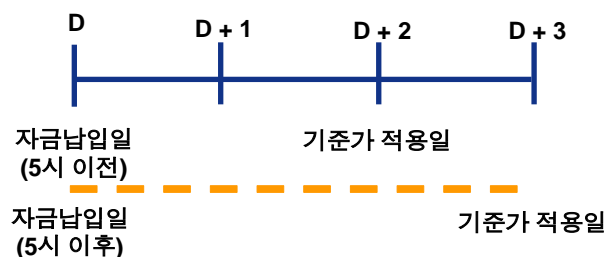 D D + 1 D + 2 D + 3
자금납입일 기준가 적용일
(5시 이전)
자금납입일 기준가 적용일
(5시 이후)